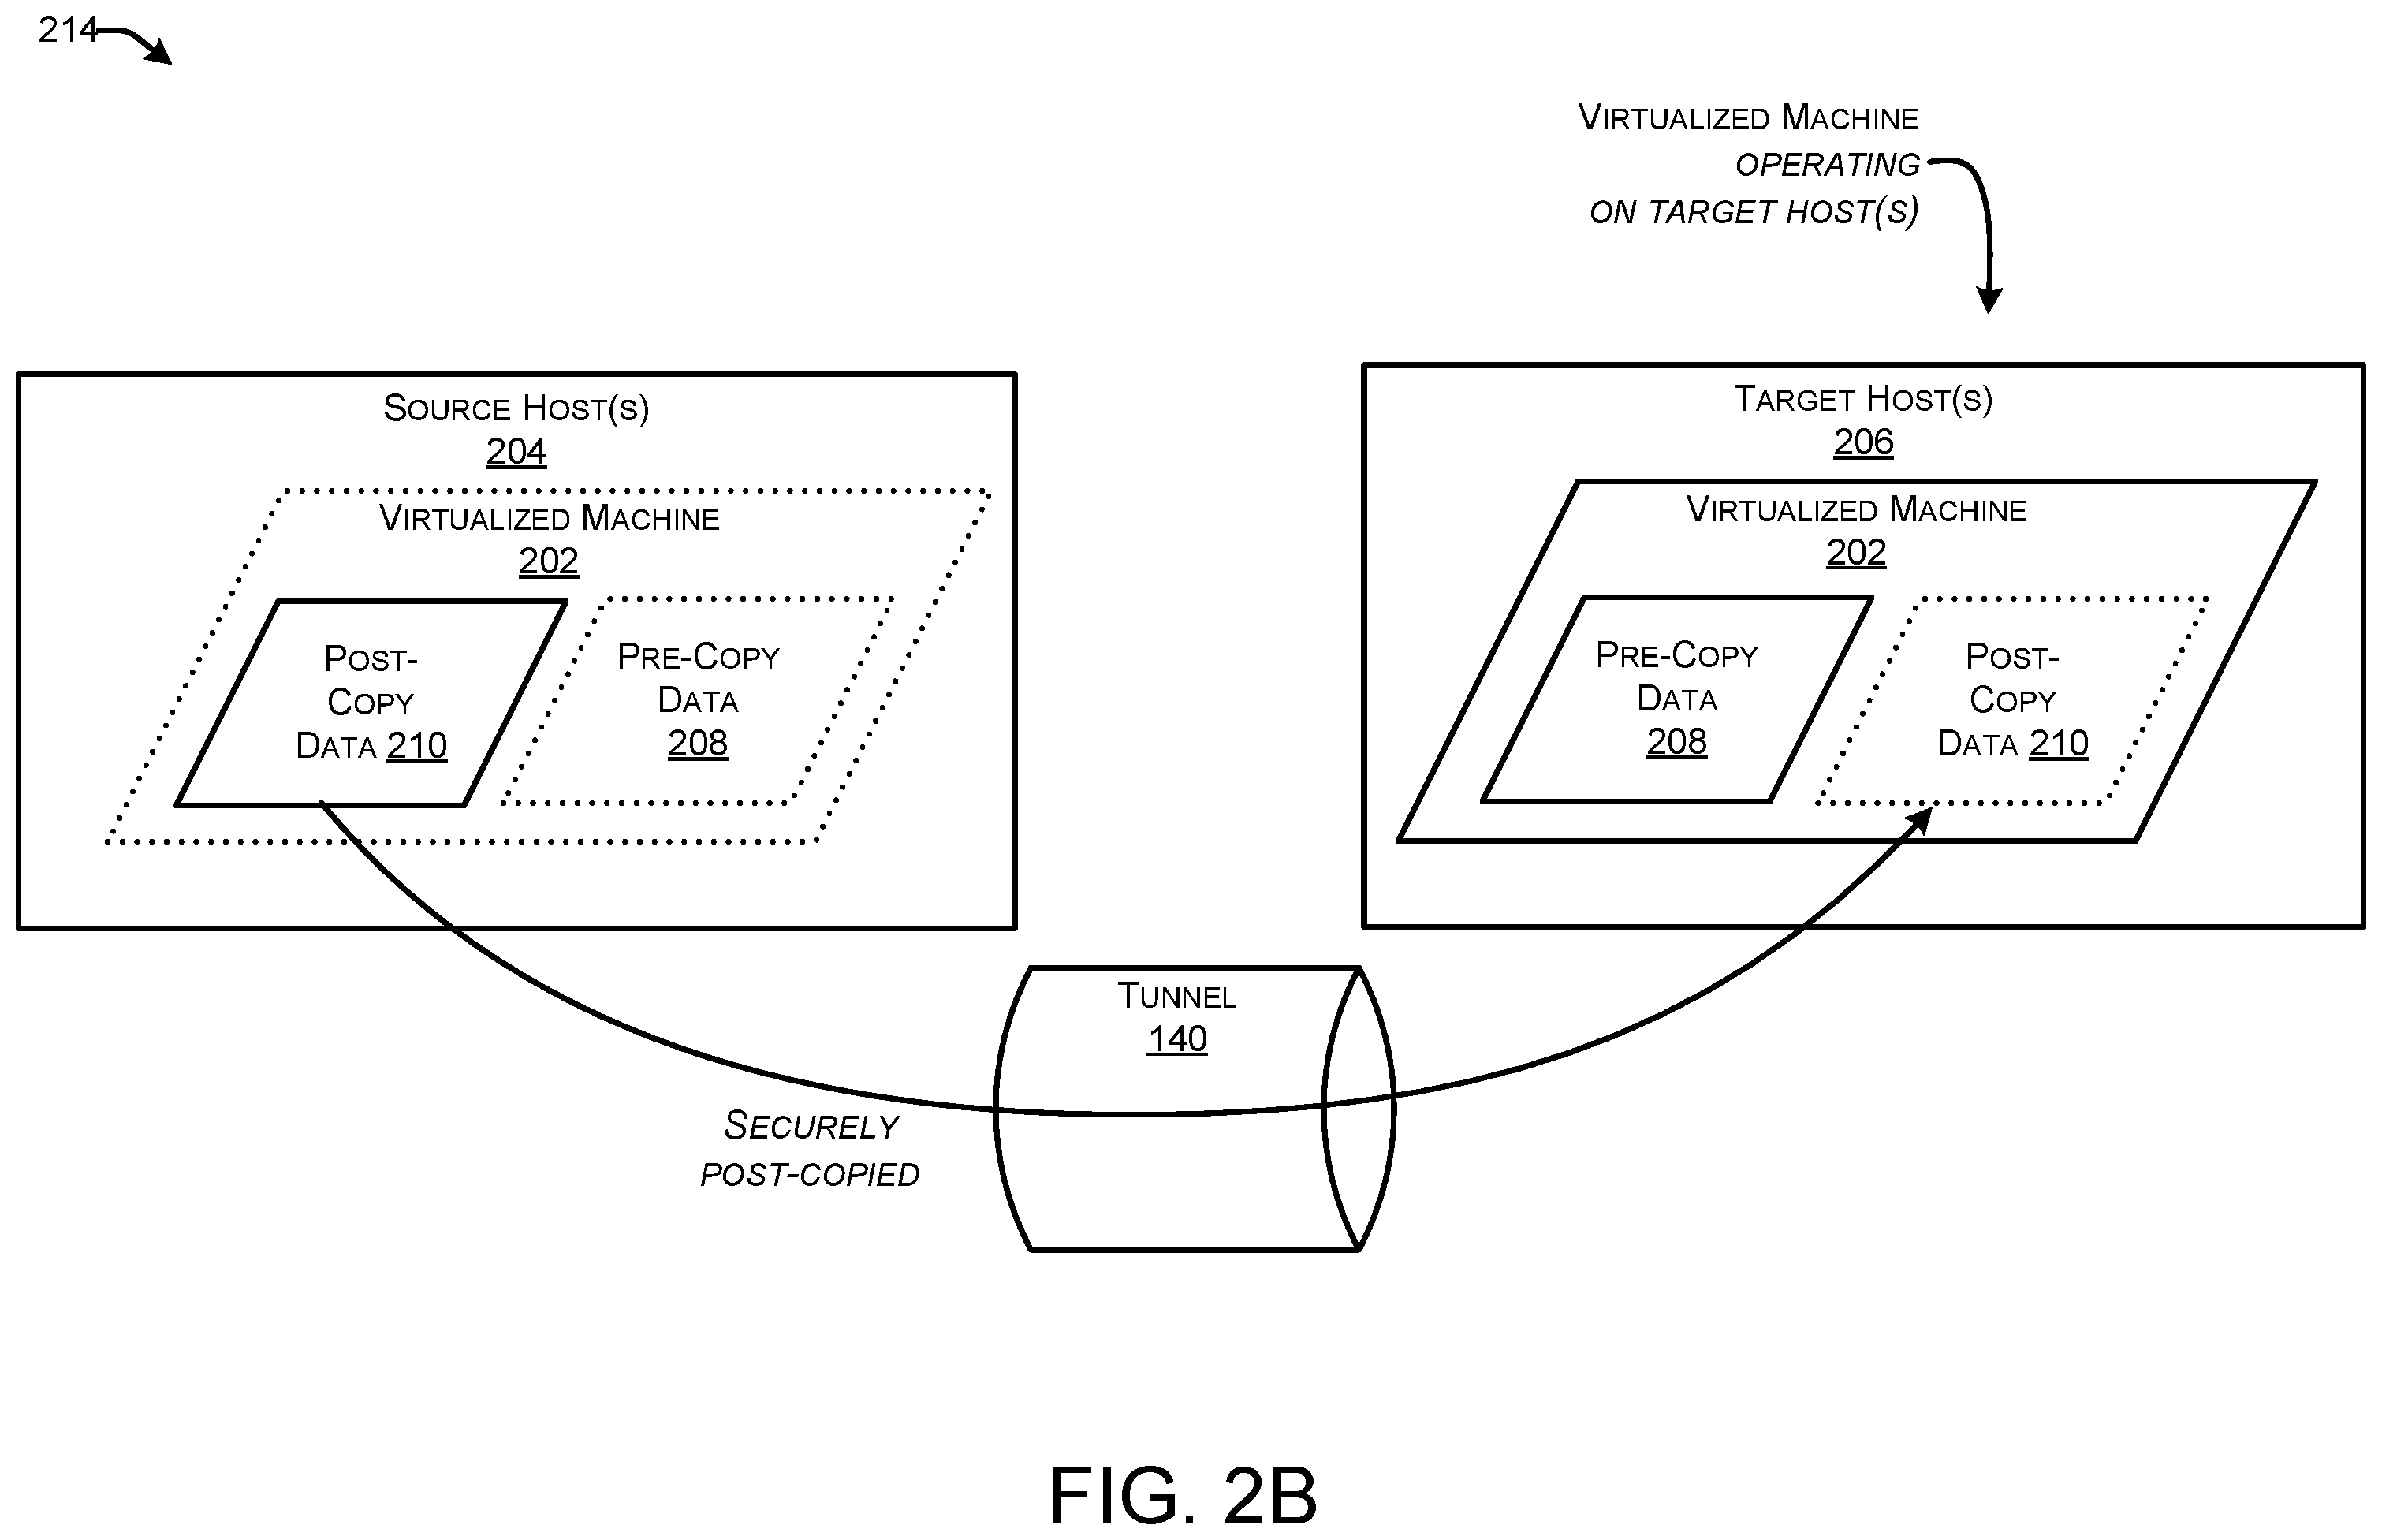 214
VIRTUALIZED MACHINE
OPERATING
ON TARGET HOST(S)
SOURCE HOST(S)
204
VIRTUALIZED MACHINE
202
POST-
COPY
DATA 210
PRE-COPY
DATA
208
TARGET HOST(S)
206
VIRTUALIZED MACHINE
202
PRE-COPY
DATA
208
POST-
COPY
DATA 210
TUNNEL
140
SECURELY
POST-COPIED
FIG. 2B